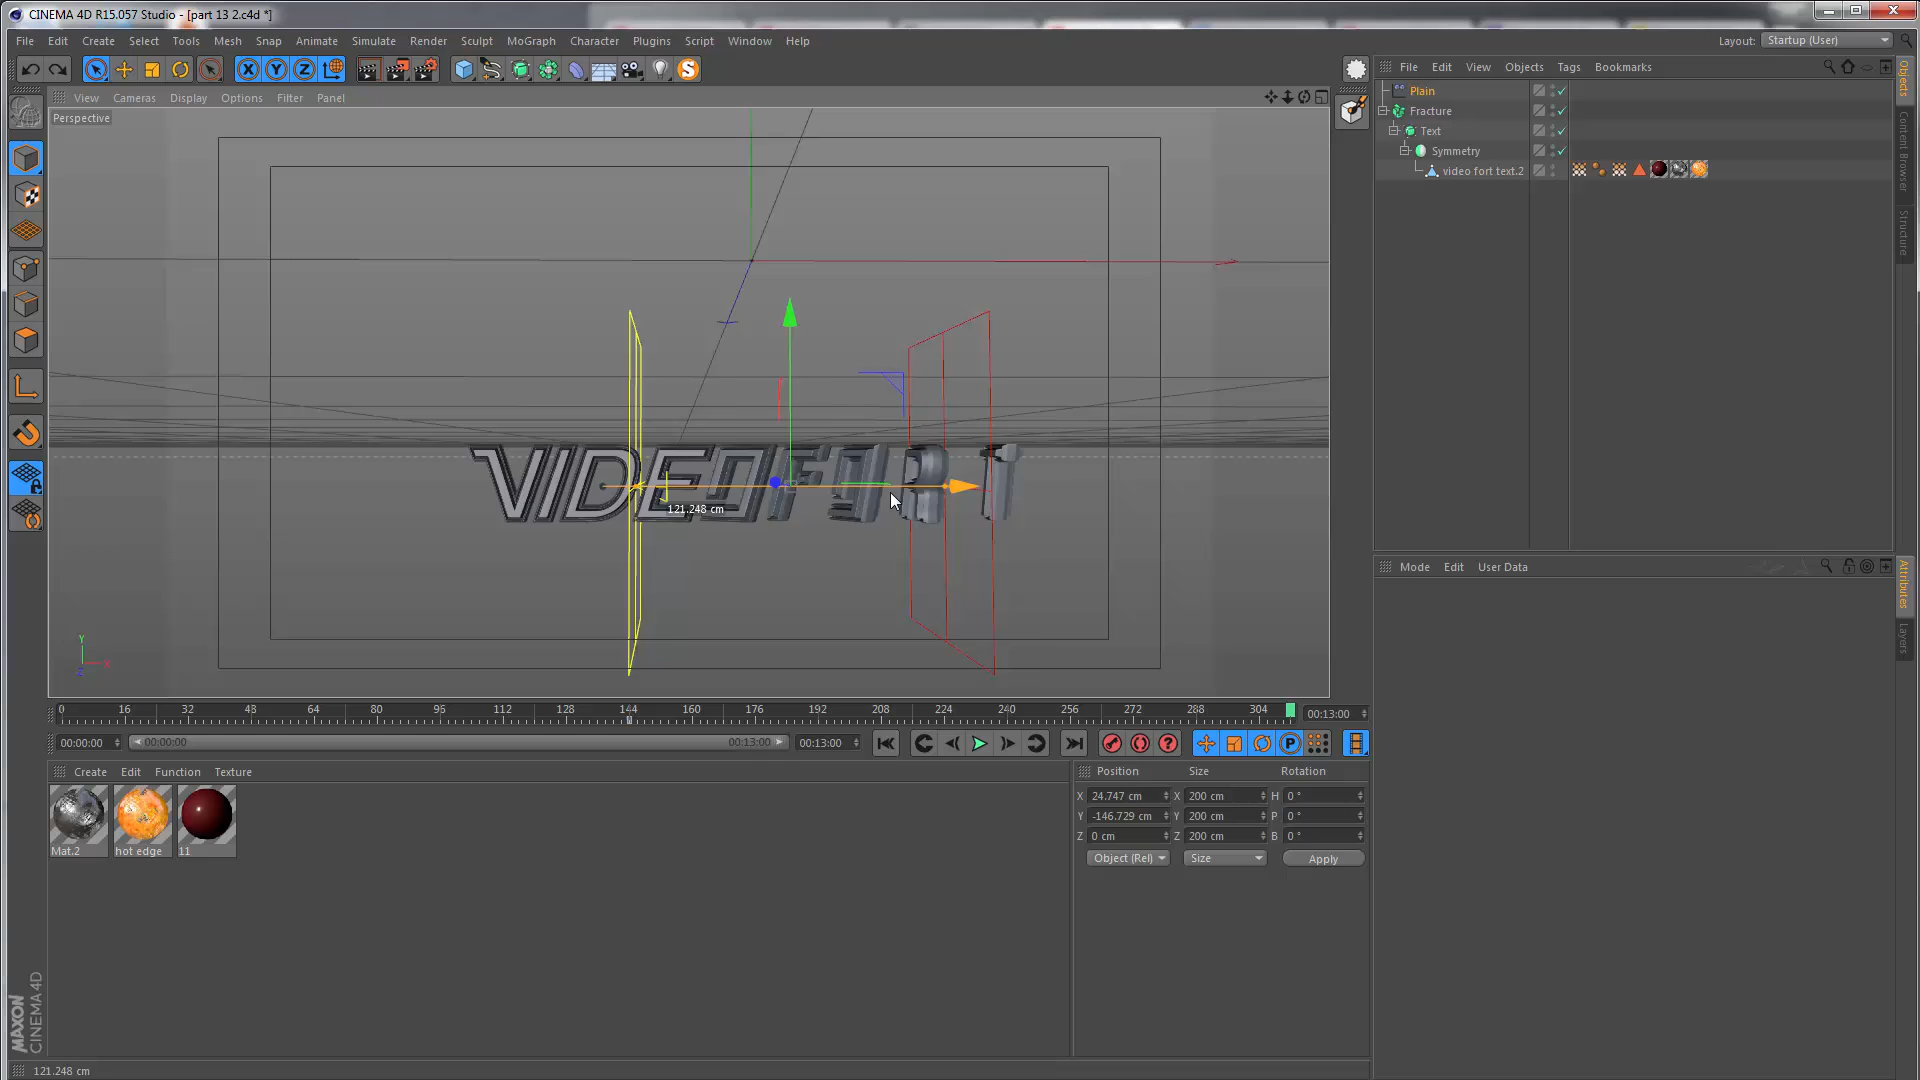 CINEMA 4D R15.057 Studio - [part 13 2.c4d *]
File Edit Create Select Tools Mesh Snap Animate Simulate Render Sculpt MoGraph Character Plugins Script Window Help
Layout: Startup (User)
X Y Z
S
View Cameras Display Options Filter Panel
Perspective
File Edit View Objects Tags Bookmarks
Plain
Fracture
Text
Symmetry
video fort text.2
Objects
Content Browser
Structure
121.248 cm
Y
X
Z
Mode Edit User Data
Attributes
Layers
0 16 32 48 64 80 96 112 128 144 160 176 192 208 224 240 256 272 288 304
00:13:00
00:00:00 00:00:00 00:13:00 00:13:00
P
Create Edit Function Texture
Mat.2 hot edge 11
Position Size Rotation
X 24.747 cm X 200 cm H 0 °
Y -146.729 cm Y 200 cm P 0 °
Z 0 cm Z 200 cm B 0 °
Object (Rel) Size Apply
MAXON
CINEMA 4D
121.248 cm